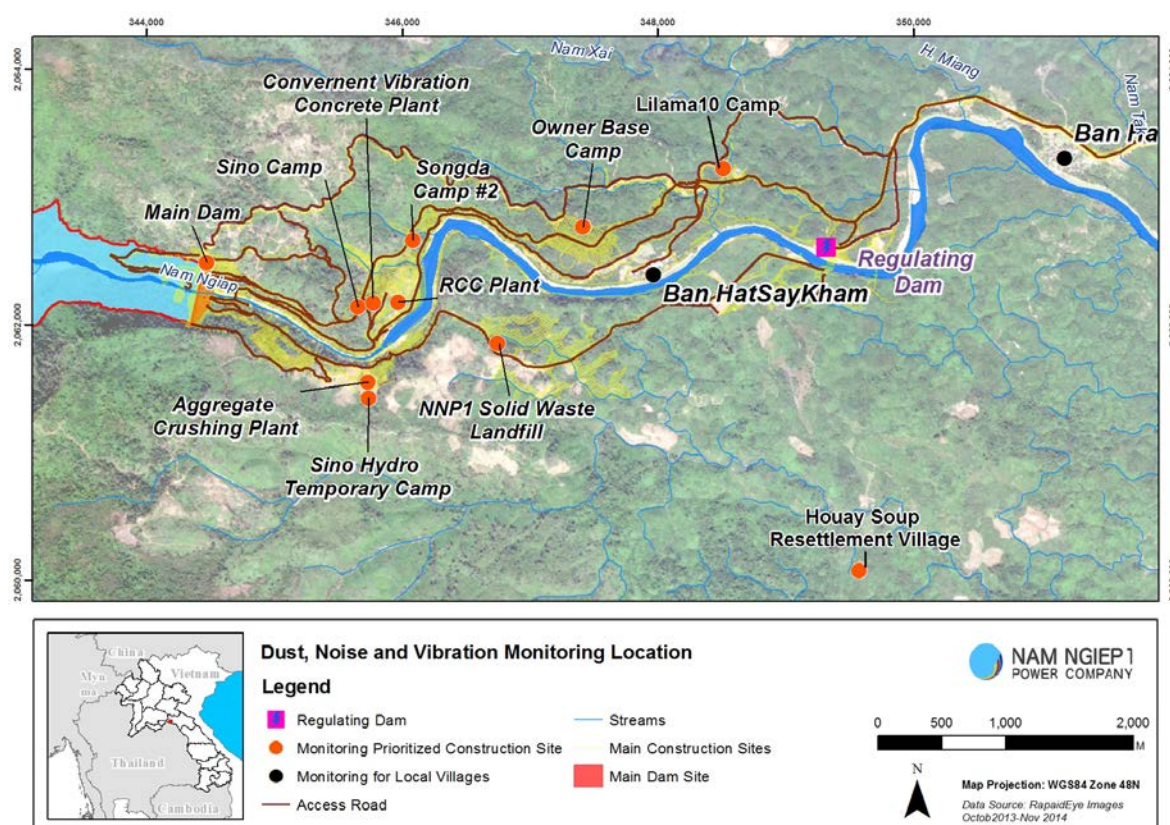 344,000
346,000
348,000
350,000
2,064,000
2,062,000
2,060,000
Nam Xai
H. Miang
Nam Tak
Convernent Vibration
Concrete Plant
Lilama10 Camp
Owner Base
Camp
Ban Ha
Sino Camp
Songda
Camp #2
Main Dam
Nam Ngiap
RCC Plant
Regulating
Dam
Ban HatSayKham
Aggregate
Crushing Plant
NNP1 Solid Waste
Landfill
Sino Hydro
Temporary Camp
Houay Soup
Resettlement Village
China
Myn
ma
Vietnam
Thailand
Cambodia
Dust, Noise and Vibration Monitoring Location
Legend
Regulating Dam
Monitoring Prioritized Construction Site
Monitoring for Local Villages
Access Road
Streams
Main Construction Sites
Main Dam Site
NAM NGIEP 1
POWER COMPANY
0 500 1,000 2,000
M
N
Map Projection: WGS84 Zone 48N
Data Source: RapaidEye Images
Octob2013-Nov 2014